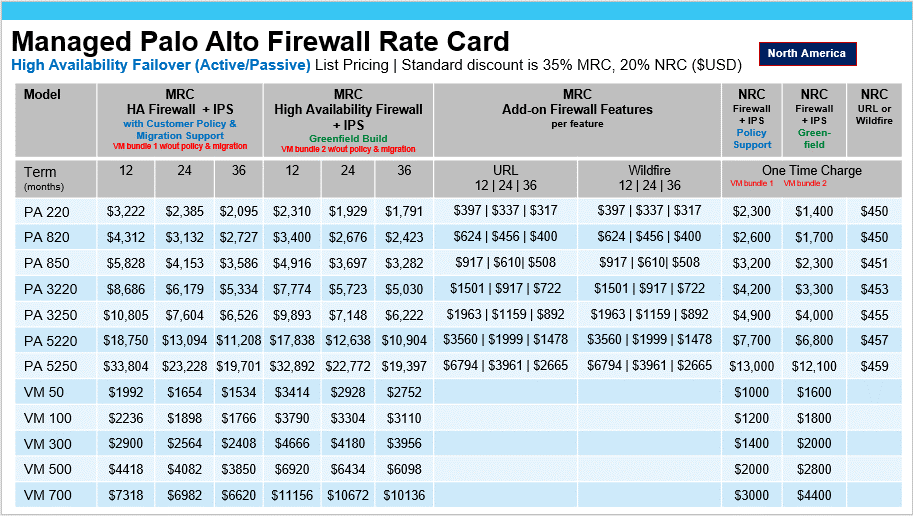 Managed Palo Alto Firewall Rate Card
High Availability Failover (Active/Passive) List Pricing | Standard discount is 35% MRC, 20% NRC ($USD)
North America
Model
MRC
HA Firewall + IPS
with Customer Policy &
Migration Support
VM bundle 1 w/out policy & migration
MRC
High Availability Firewall
+ IPS
Greenfield Build
VM bundle 2 w/out policy & migration
MRC
Add-on Firewall Features
per feature
NRC
Firewall
+ IPS
Policy
Support
NRC
Firewall
+ IPS
Green-
field
NRC
URL or
Wildfire
Term
(months)
12 24 36 12 24 36
URL
12 | 24 | 36
Wildfire
12 | 24 | 36
One Time Charge
VM bundle 1 VM bundle 2
PA 220 $3,222 $2,385 $2,095 $2,310 $1,929 $1,791 $397 | $337 | $317 $397 | $337 | $317 $2,300 $1,400 $450
PA 820 $4,312 $3,132 $2,727 $3,400 $2,676 $2,423 $624 | $456 | $400 $624 | $456 | $400 $2,600 $1,700 $450
PA 850 $5,828 $4,153 $3,586 $4,916 $3,697 $3,282 $917 | $610| $508 $917 | $610| $508 $3,200 $2,300 $451
PA 3220 $8,686 $6,179 $5,334 $7,774 $5,723 $5,030 $1501 | $917 | $722 $1501 | $917 | $722 $4,200 $3,300 $453
PA 3250 $10,805 $7,604 $6,526 $9,893 $7,148 $6,222 $1963 | $1159 | $892 $1963 | $1159 | $892 $4,900 $4,000 $455
PA 5220 $18,750 $13,094 $11,208 $17,838 $12,638 $10,904 $3560 | $1999 | $1478 $3560 | $1999 | $1478 $7,700 $6,800 $457
PA 5250 $33,804 $23,228 $19,701 $32,892 $22,772 $19,397 $6794 | $3961 | $2665 $6794 | $3961 | $2665 $13,000 $12,100 $459
VM 50 $1992 $1654 $1534 $3414 $2928 $2752 $1000 $1600
VM 100 $2236 $1898 $1766 $3790 $3304 $3110 $1200 $1800
VM 300 $2900 $2564 $2408 $4666 $4180 $3956 $1400 $2000
VM 500 $4418 $4082 $3850 $6920 $6434 $6098 $2000 $2800
VM 700 $7318 $6982 $6620 $11156 $10672 $10136 $3000 $4400